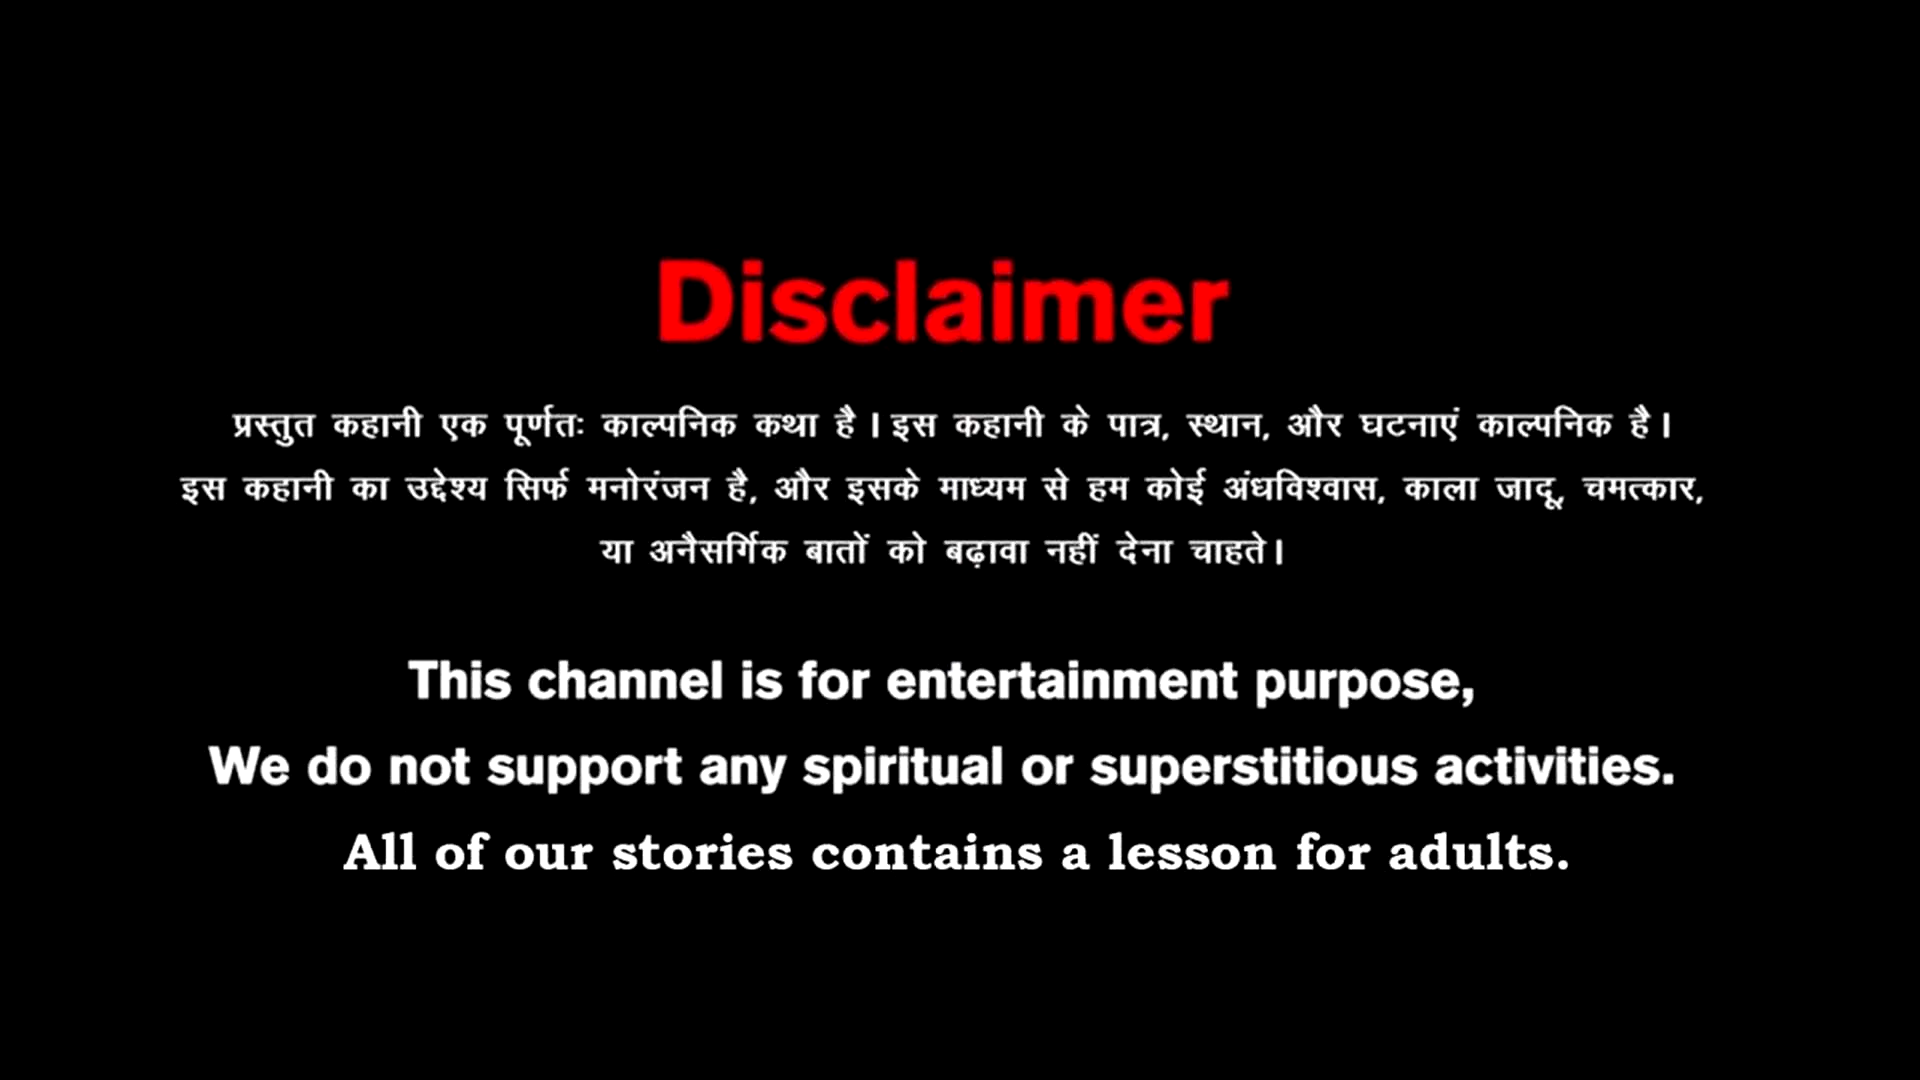 Disclaimer
प्रस्तुत कहानी एक पूर्णतः काल्पनिक कथा है। इस कहानी के पात्र, स्थान, और घटनाएं काल्पनिक है।
इस कहानी का उद्देश्य सिर्फ मनोरंजन है, और इसके माध्यम से हम कोई अंधविश्वास, काला जादू, चमत्कार,
या अनैसर्गिक बातों को बढ़ावा नहीं देना चाहते।
This channel is for entertainment purpose,
We do not support any spiritual or superstitious activities.
All of our stories contains a lesson for adults.